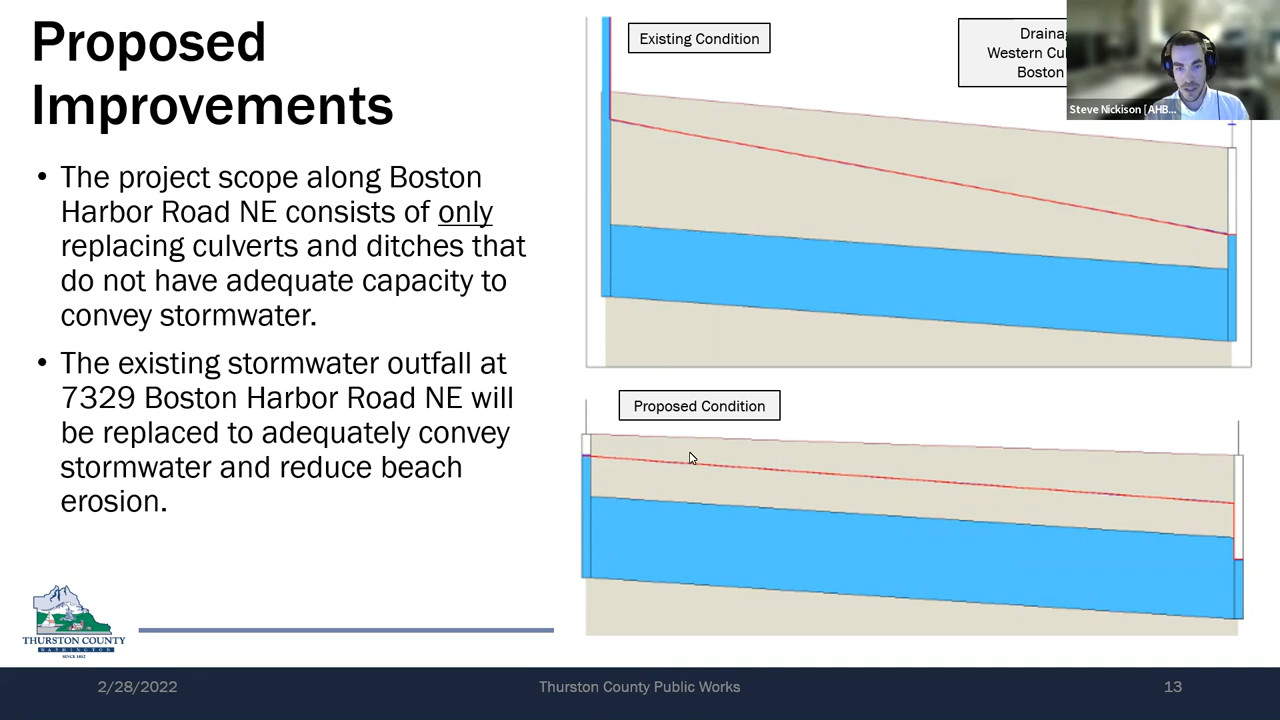 Proposed
Improvements
• The project scope along Boston
Harbor Road NE consists of only
replacing culverts and ditches that
do not have adequate capacity to
convey stormwater.
• The existing stormwater outfall at
7329 Boston Harbor Road NE will
be replaced to adequately convey
stormwater and reduce beach
erosion.
Existing Condition
Drainag
Western Cul
Boston
Steve Nickison [AHB...
Proposed Condition
THURSTON COUNTY
WASHINGTON
SINCE 1852
2/28/2022
Thurston County Public Works
13